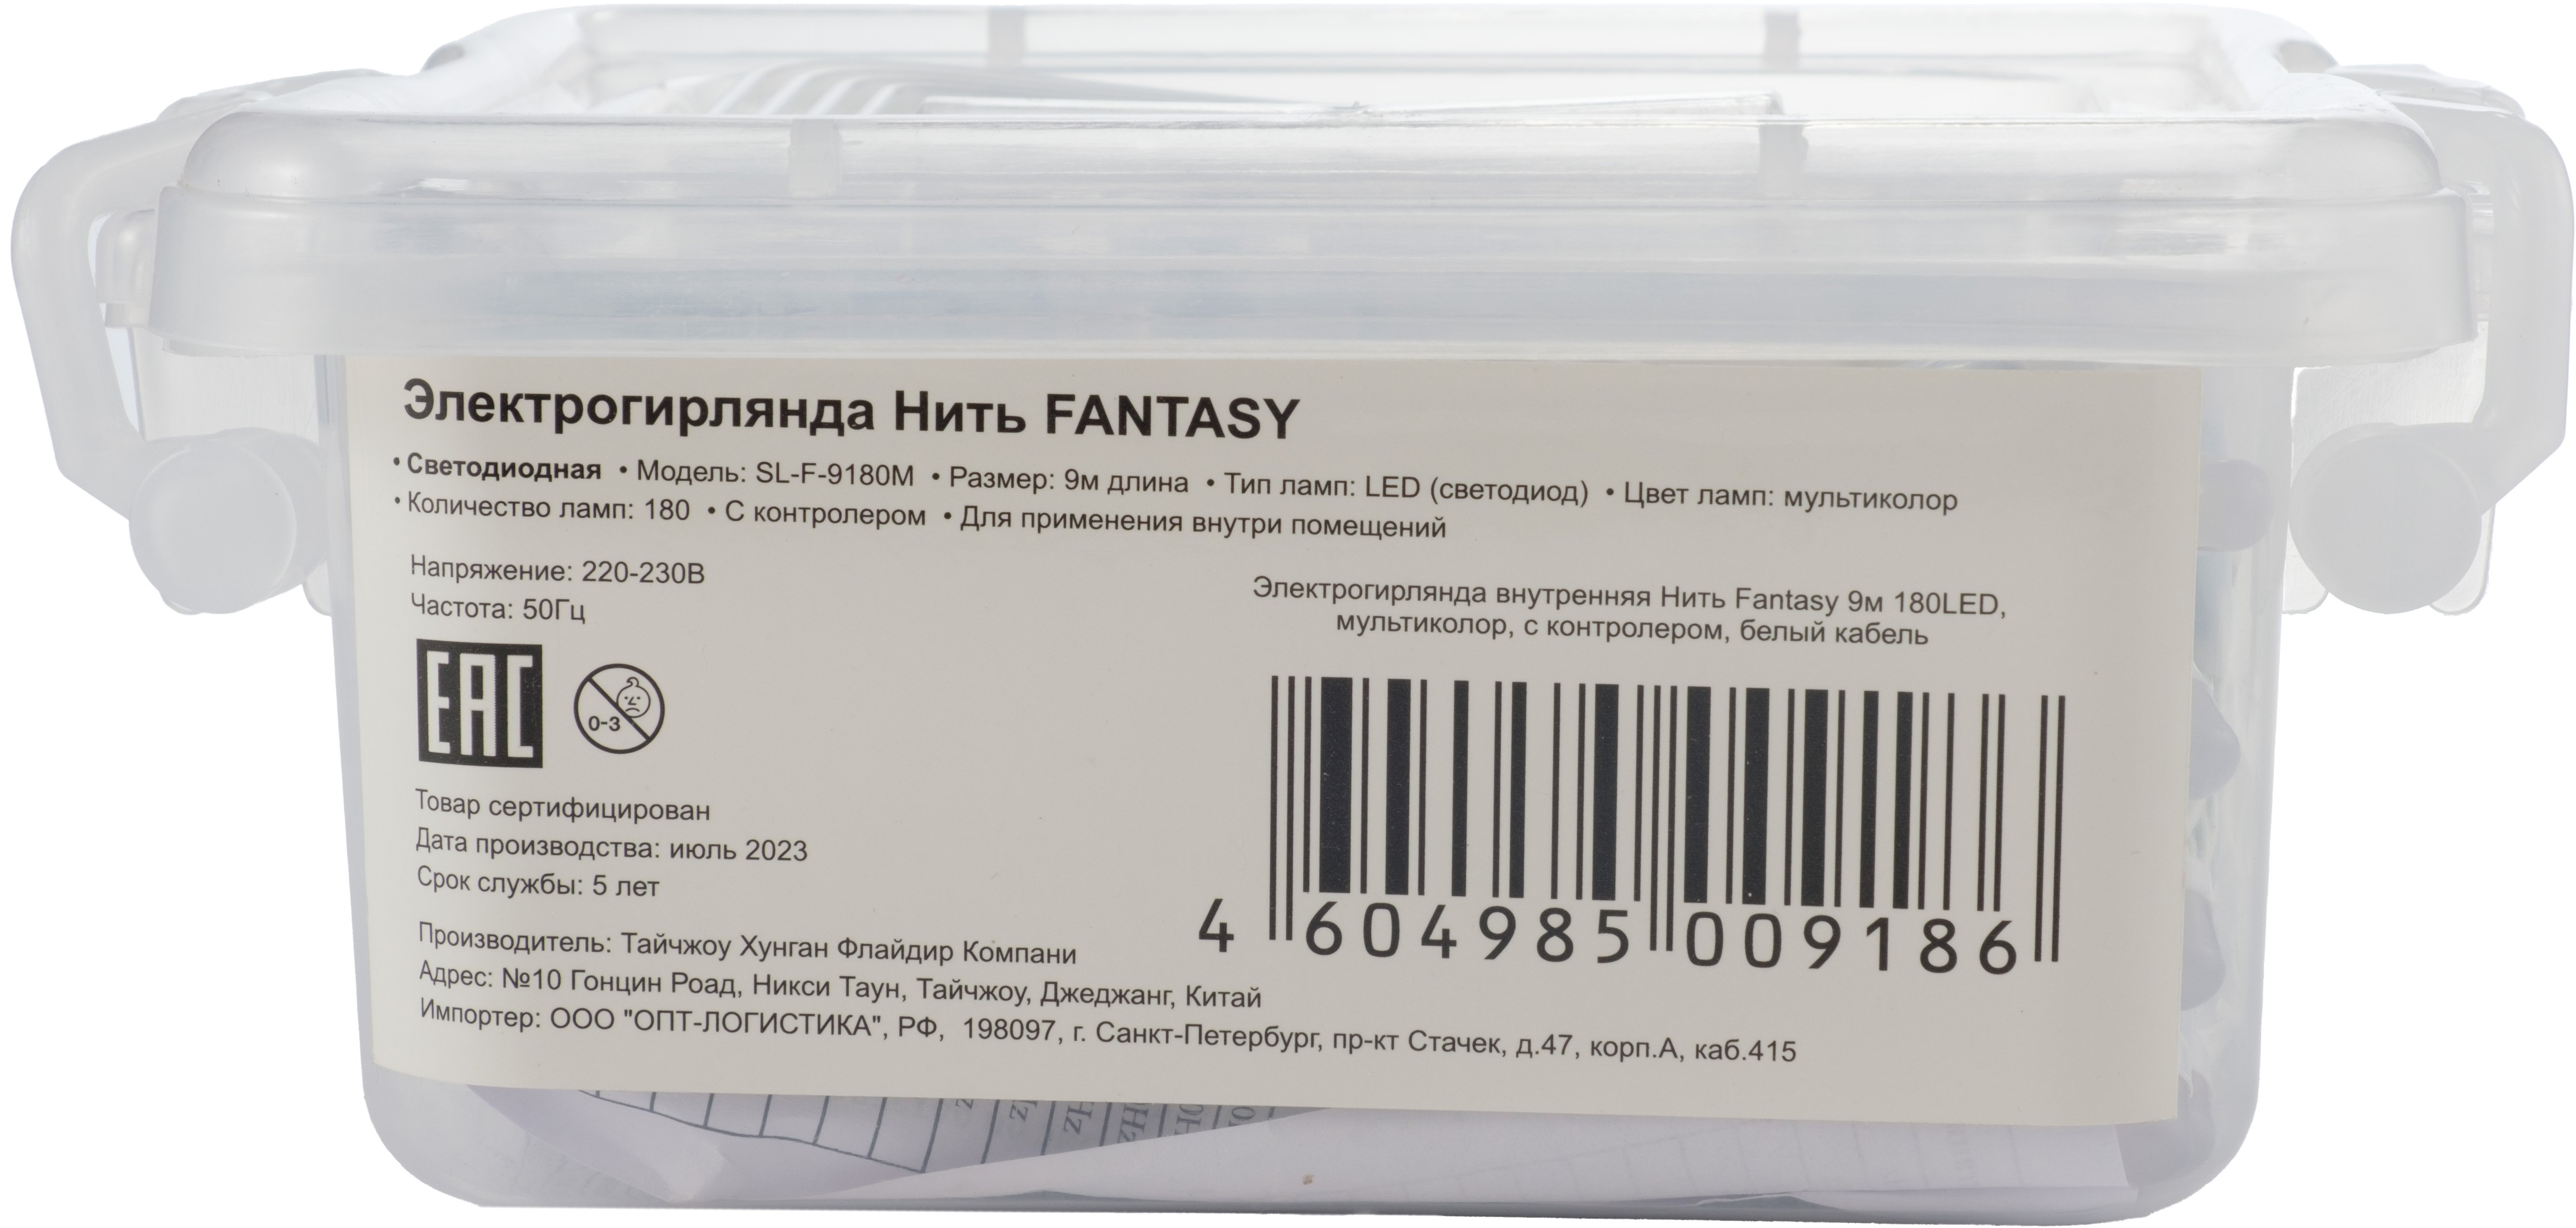 Электрогирлянда Нить FANTASY
• Светодиодная • Модель: SL-F-9180M • Размер: 9м длина • Тип ламп: LED (светодиод) • Цвет ламп: мультиколор
• Количество ламп: 180 • С контролером • Для применения внутри помещений
Напряжение: 220-230В
Частота: 50Гц
Электрогирлянда внутренняя Нить Fantasy 9м 180LED,
мультиколор, с контролером, белый кабель
EAC
0-3
Товар сертифицирован
Дата производства: июль 2023
Срок службы: 5 лет
4 604985 009186
Производитель: Тайчжоу Хунган Флайдир Компани
Адрес: №10 Гонцин Роад, Никси Таун, Тайчжоу, Джеджанг, Китай
Импортер: ООО "ОПТ-ЛОГИСТИКА", РФ, 198097, г. Санкт-Петербург, пр-кт Стачек, д.47, корп.А, каб.415